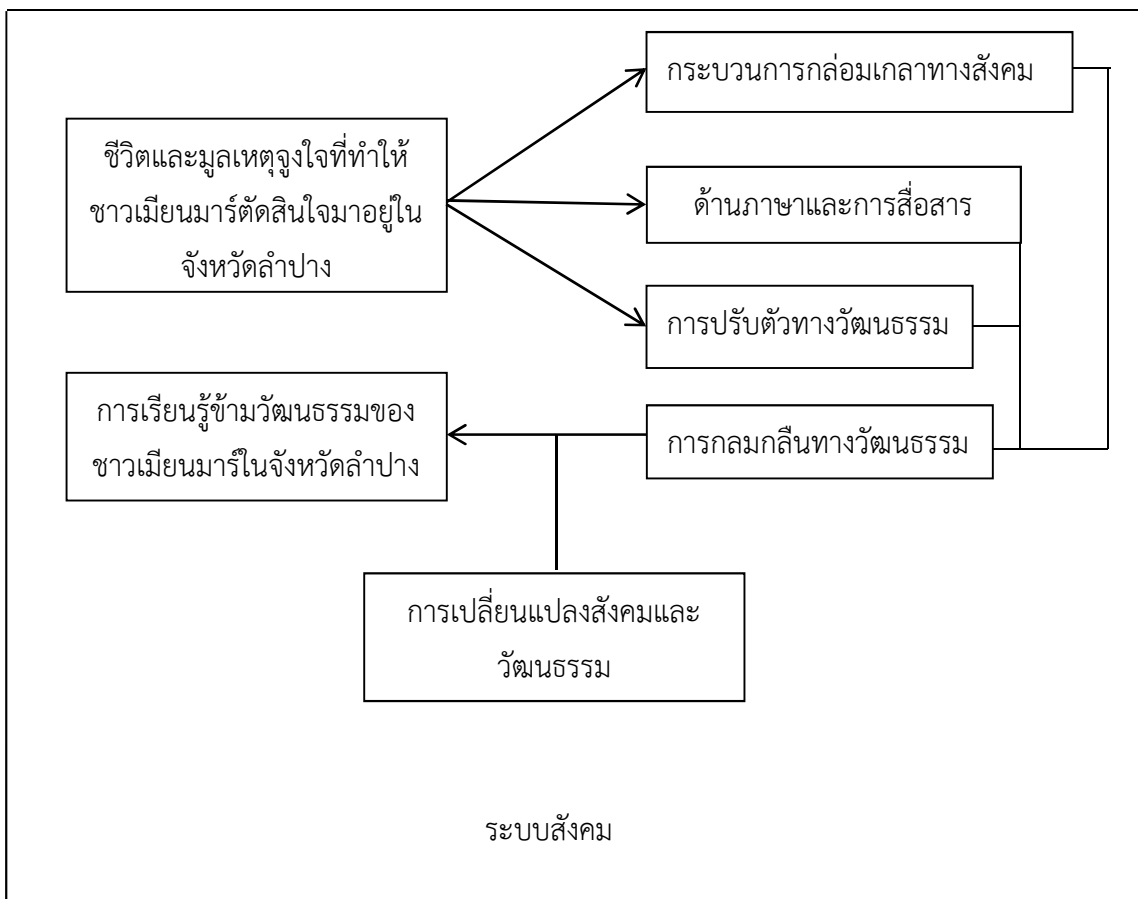 กระบวนการกล่อมเกลาทางสังคม
ชีวิตและมูลเหตุจูงใจที่ทำให้
ชาวเมียนมาร์ตัดสินใจมาอยู่ใน
จังหวัดลำปาง
ด้านภาษาและการสื่อสาร
การปรับตัวทางวัฒนธรรม
การเรียนรู้ข้ามวัฒนธรรมของ
ชาวเมียนมาร์ในจังหวัดลำปาง
การกลมกลืนทางวัฒนธรรม
การเปลี่ยนแปลงสังคมและ
วัฒนธรรม
ระบบสังคม